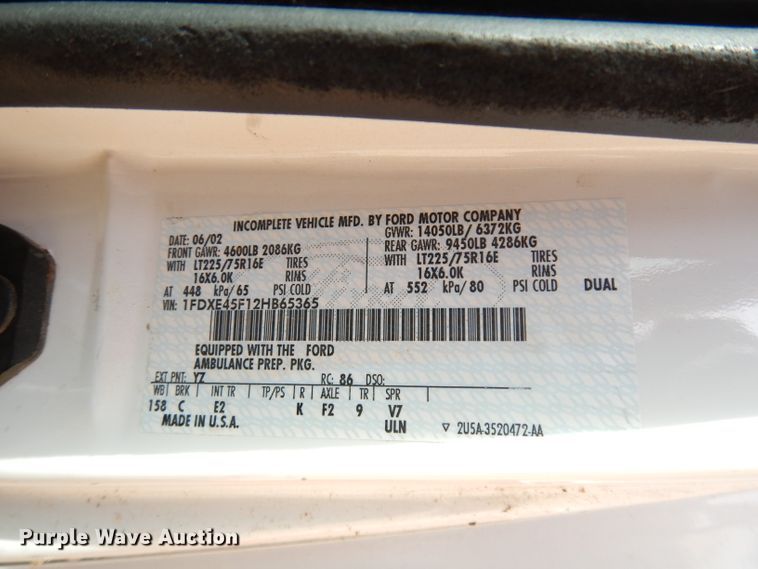 INCOMPLETE VEHICLE MFD. BY FORD MOTOR COMPANY
DATE: 06/02 GVWR: 14050LB/ 6372KG
FRONT GAWR: 4600LB 2086KG REAR GAWR: 9450LB 4286KG
WITH LT225/75R16E TIRES WITH LT225/75R16E TIRES
16X6.0K RIMS 16X6.0K RIMS
AT 448 kPa/65 PSI COLD AT 552 kPa/80 PSI COLD DUAL
VIN: 1FDXE45F12HB65365
EQUIPPED WITH THE FORD
AMBULANCE PREP. PKG.
EXT PNT: YZ RC: 86 DSO:
WB BRK INT TR TP/PS R AXLE TR SPR
158 C E2 K F2 9 V7
MADE IN U.S.A. ULN ▽ 2U5A-3520472-AA
Purple Wave Auction